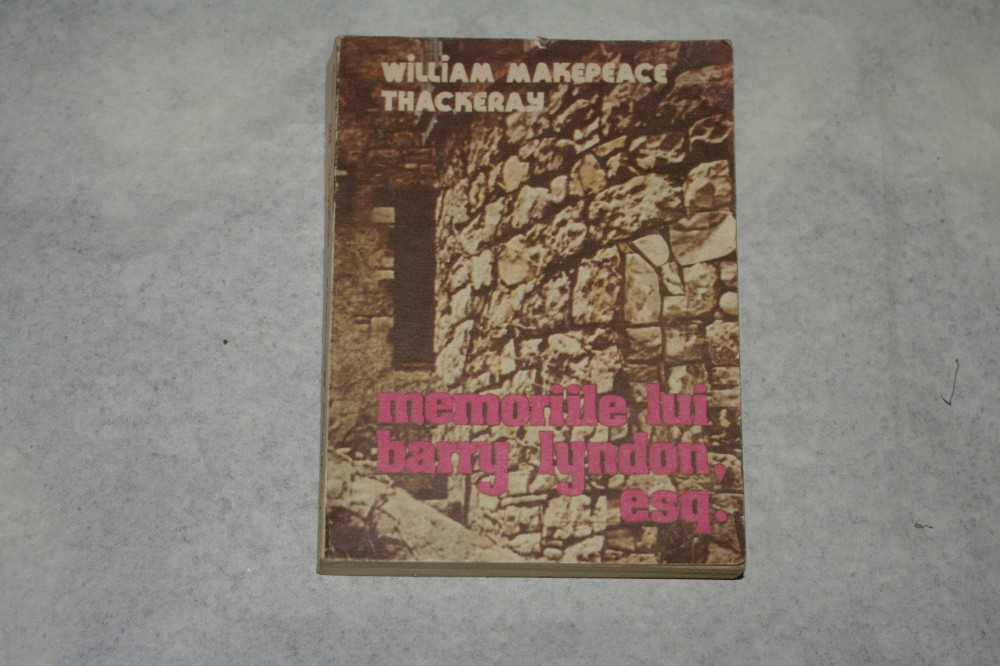 WILLIAM MAKEPEACE
THACKERAY
memoriile lui
barry lyndon,
esq.